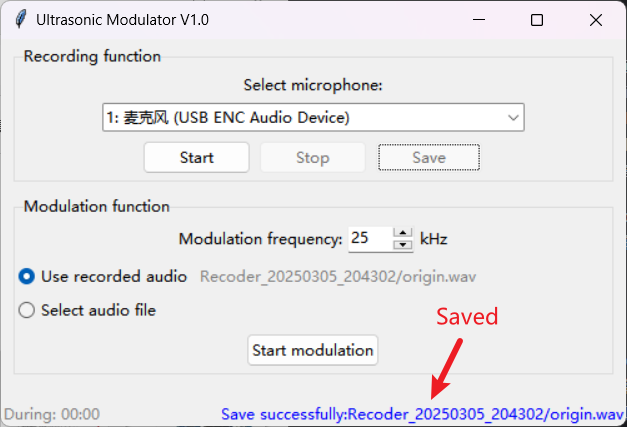 Ultrasonic Modulator V1.0
Recording function
Select microphone:
1: 麦克风 (USB ENC Audio Device)
Start Stop Save
Modulation function
Modulation frequency: 25 kHz
Use recorded audio Recoder_20250305_204302/origin.wav
Select audio file
Saved
Start modulation
During: 00:00 Save successfully:Recoder_20250305_204302/origin.wav